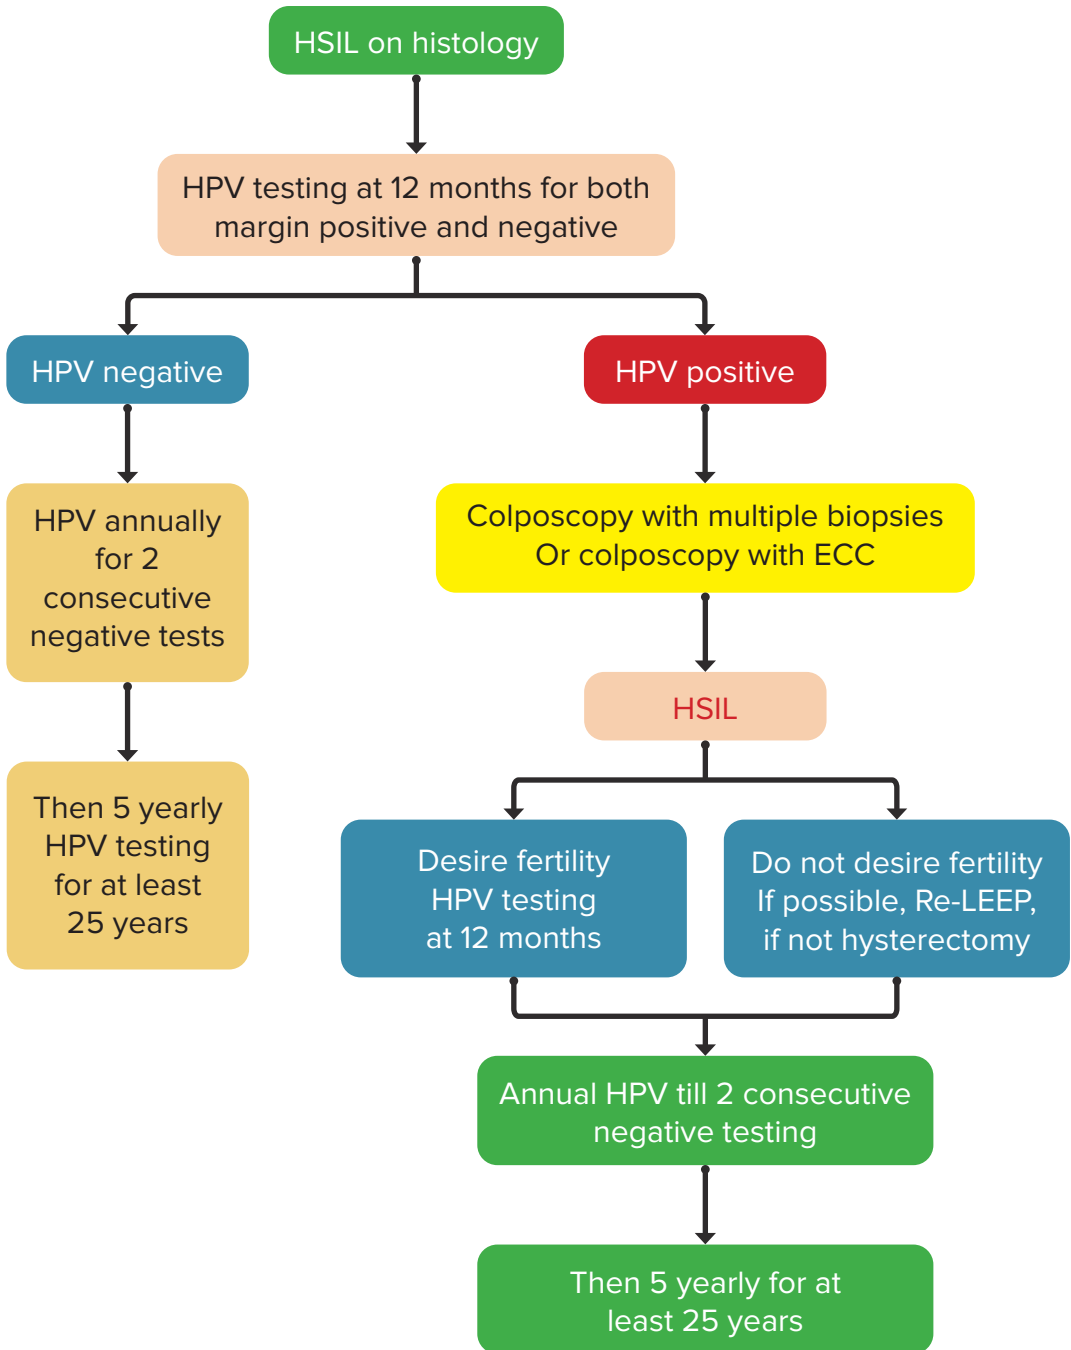 HSIL on histology
HPV testing at 12 months for both
margin positive and negative
HPV negative
HPV positive
HPV annually
for 2
consecutive
negative tests
Colposcopy with multiple biopsies
Or colposcopy with ECC
HSIL
Then 5 yearly
HPV testing
for at least
25 years
Desire fertility
HPV testing
at 12 months
Do not desire fertility
If possible, Re-LEEP,
if not hysterectomy
Annual HPV till 2 consecutive
negative testing
Then 5 yearly for at
least 25 years